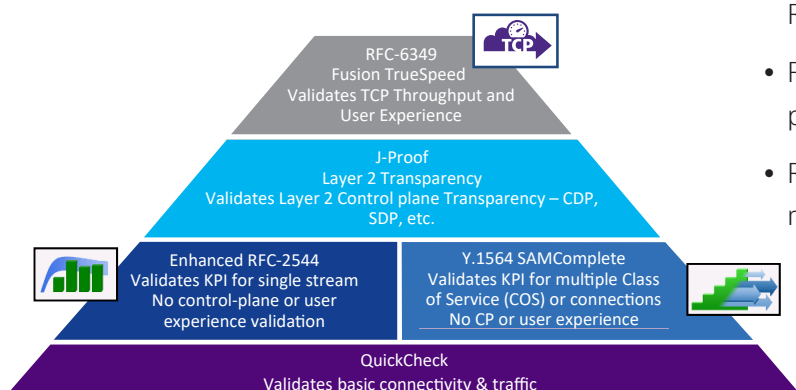 TCP
RFC-6349
Fusion TrueSpeed
Validates TCP Throughput and
User Experience
J-Proof
Layer 2 Transparency
Validates Layer 2 Control plane Transparency – CDP,
SDP, etc.
Enhanced RFC-2544
Validates KPI for single stream
No control-plane or user
experience validation
Y.1564 SAMComplete
Validates KPI for multiple Class
of Service (COS) or connections
No CP or user experience
QuickCheck
Validates basic connectivity & traffic